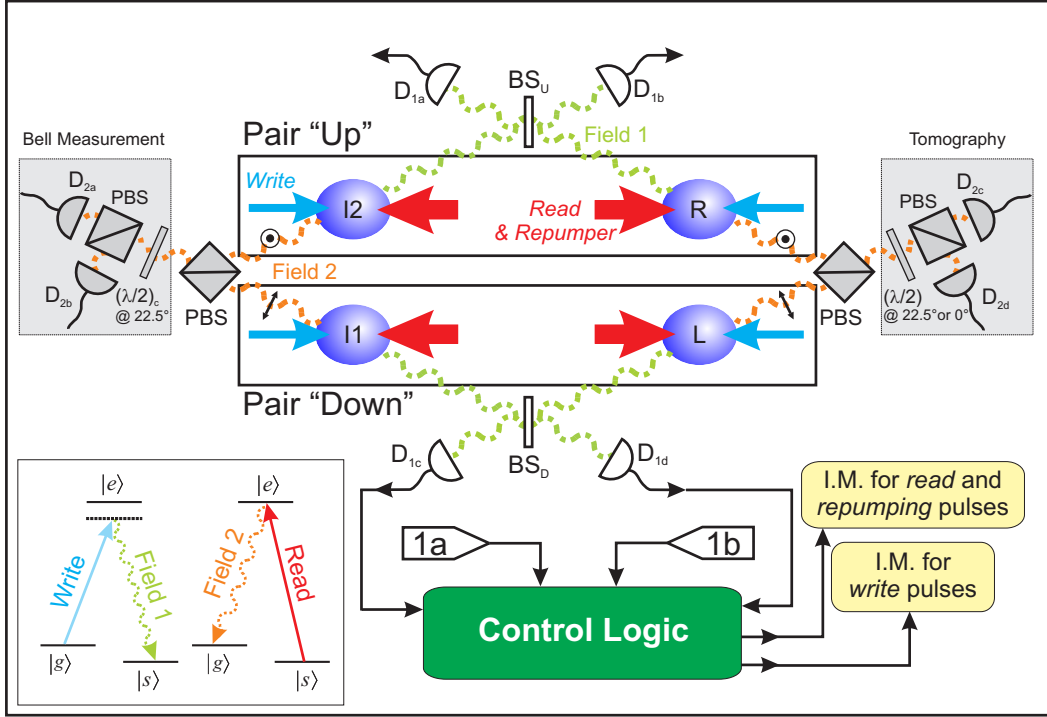 D1a
BSU
D1b
Pair “Up”
Field 1
Bell Measurement
Tomography
D2a
PBS
Write
I2
Read
& Repumper
R
PBS
D2c
Field 2
D2b
(λ/2)c
@ 22.5°
PBS
PBS
(λ/2)
@ 22.5°or 0°
D2d
I1
L
Pair “Down”
D1c
BSD
D1d
|e⟩
|e⟩
Write
Field 1
Field 2
Read
|g⟩
|s⟩
|g⟩
|s⟩
1a
1b
Control Logic
I.M. for read and
repumping pulses
I.M. for
write pulses